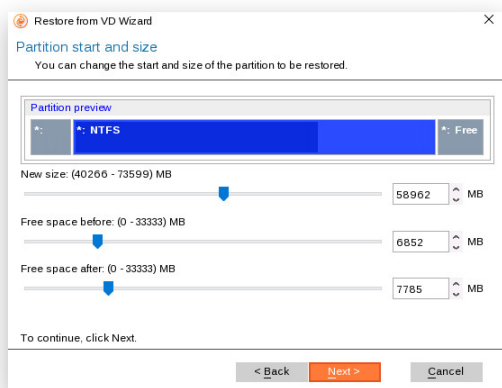 Restore from VD Wizard
Partition start and size
You can change the start and size of the partition to be restored.
Partition preview
*: *: NTFS *: Free
New size: (40266 - 73599) MB
58962 MB
Free space before: (0 - 33333) MB
6852 MB
Free space after: (0 - 33333) MB
7785 MB
To continue, click Next.
< Back Next > Cancel